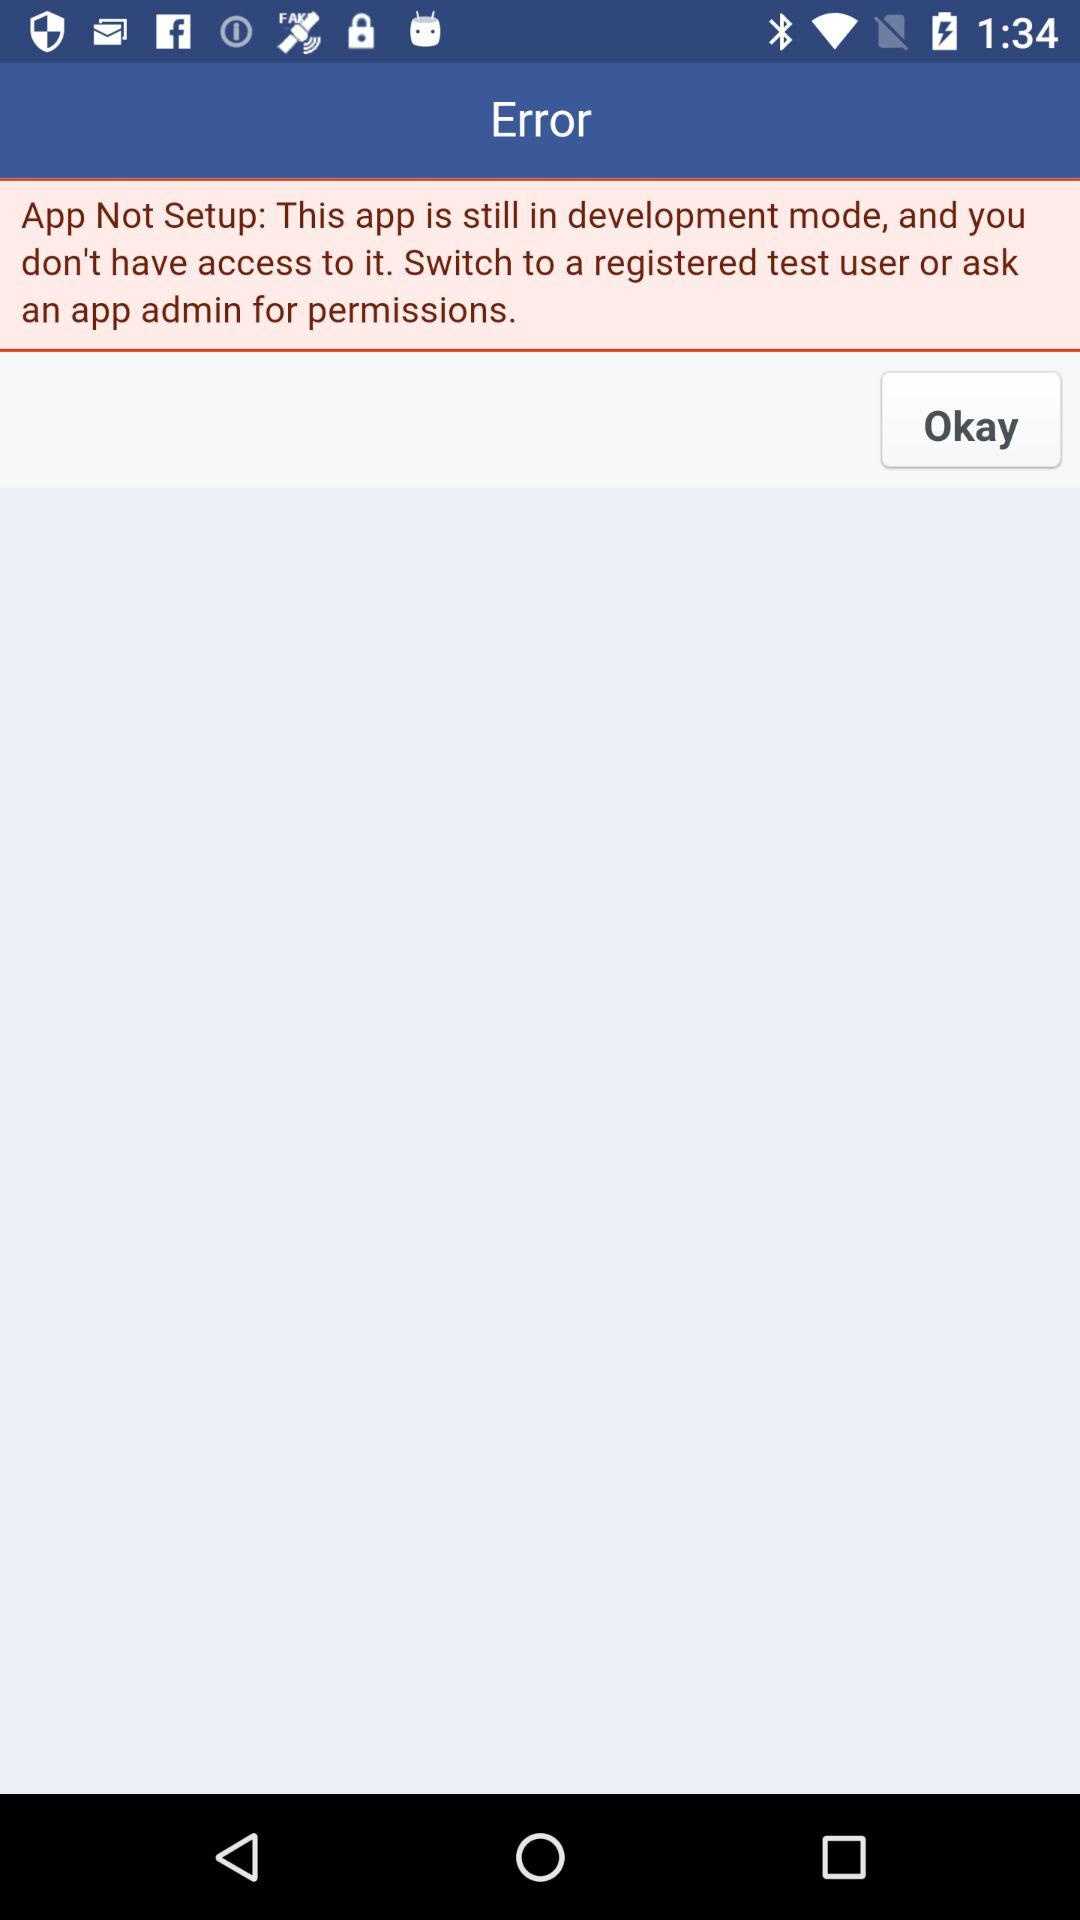 FAKE
1:34
Error
App Not Setup: This app is still in development mode, and you
don't have access to it. Switch to a registered test user or ask
an app admin for permissions.
Okay